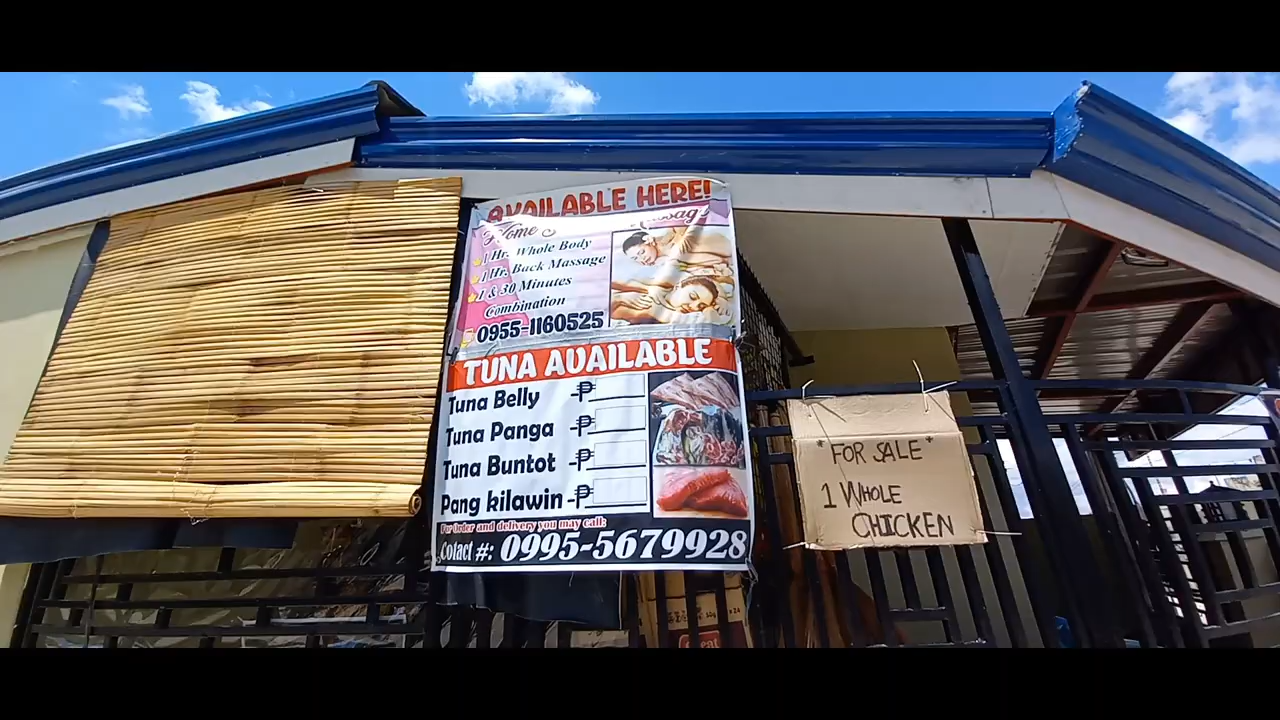 AVAILABLE HERE!
Home Massage
1 Hr. Whole Body
1 Hr. Back Massage
1 & 30 Minutes
Combination
0955-1160525
TUNA AVAILABLE
Tuna Belly -₱
Tuna Panga -₱
Tuna Buntot -₱
Pang kilawin -₱
For Order and delivery you may call:
Cotact #: 0995-5679928
*FOR SALE*
1 WHOLE
CHICKEN